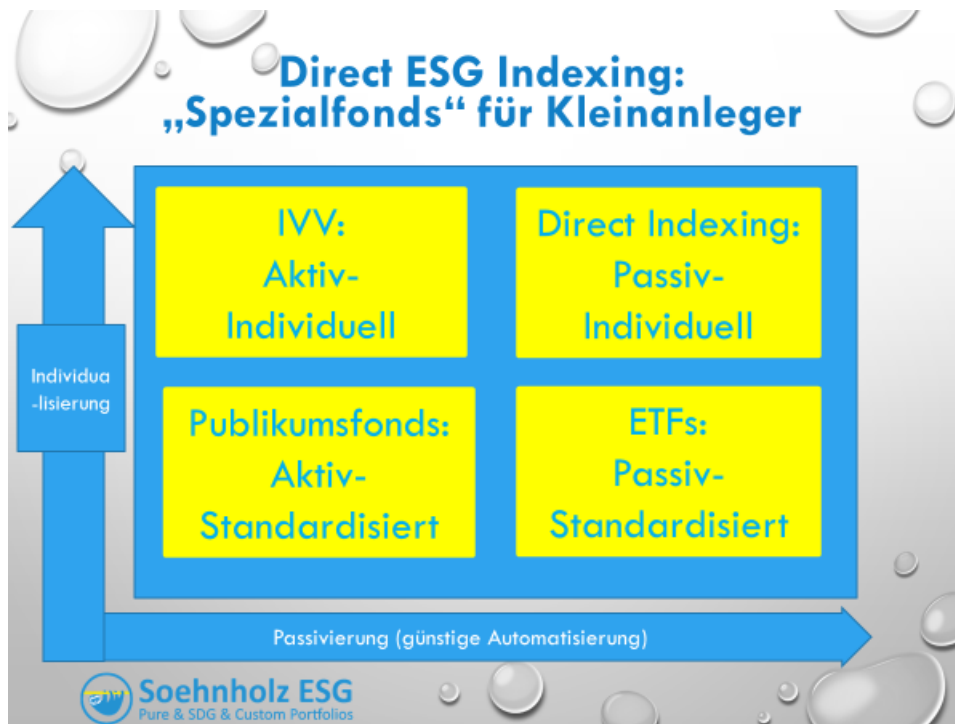 Direct ESG Indexing:
„Spezialfonds“ für Kleinanleger
IVV:
Aktiv-
Individuell
Direct Indexing:
Passiv-
Individuell
Individua
-lisierung
Publikumsfonds:
Aktiv-
Standardisiert
ETFs:
Passiv-
Standardisiert
Passivierung (günstige Automatisierung)
Soehnholz ESG
Pure & SDG & Custom Portfolios